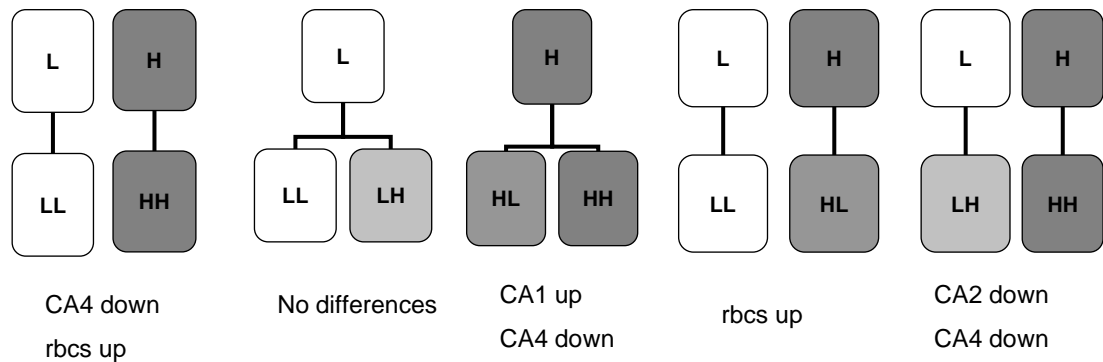 L H L H L H L H
LL HH LL LH HL HH LL HL LH HH
CA4 down
rbcs up
No differences
CA1 up
CA4 down
rbcs up
CA2 down
CA4 down